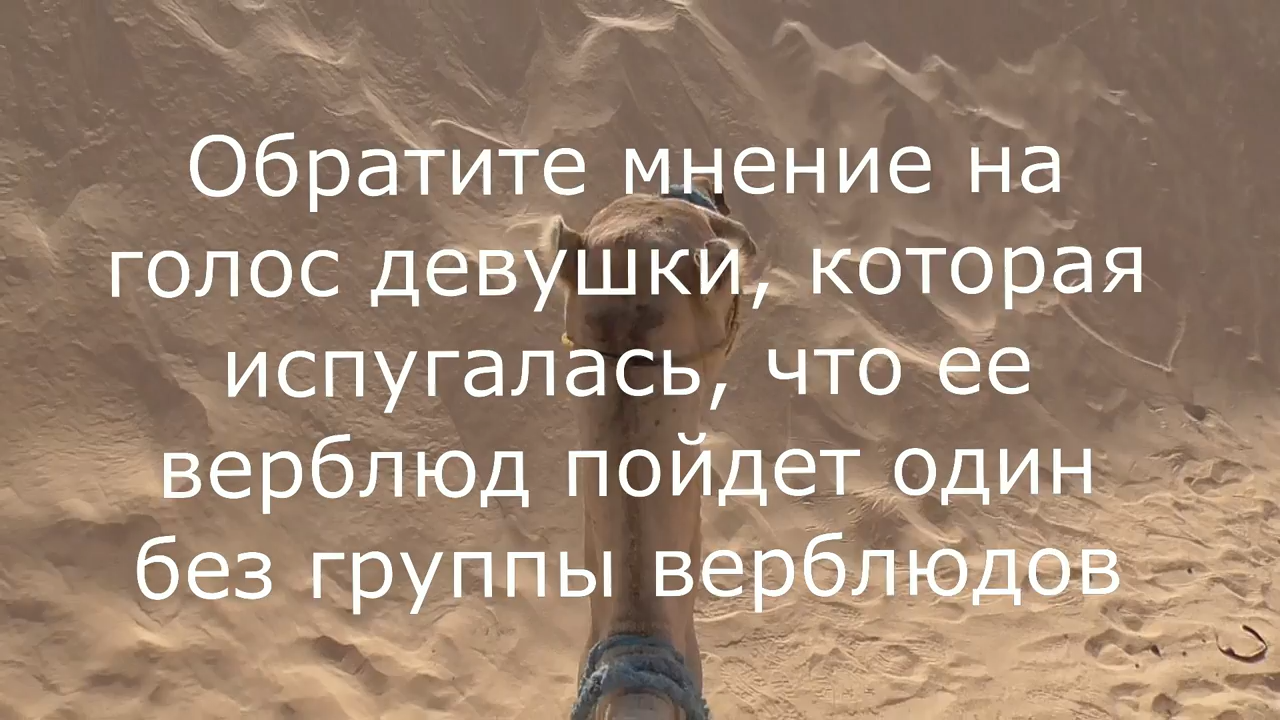 Обратите мнение на
голос девушки, которая
испугалась, что ее
верблюд пойдет один
без группы верблюдов